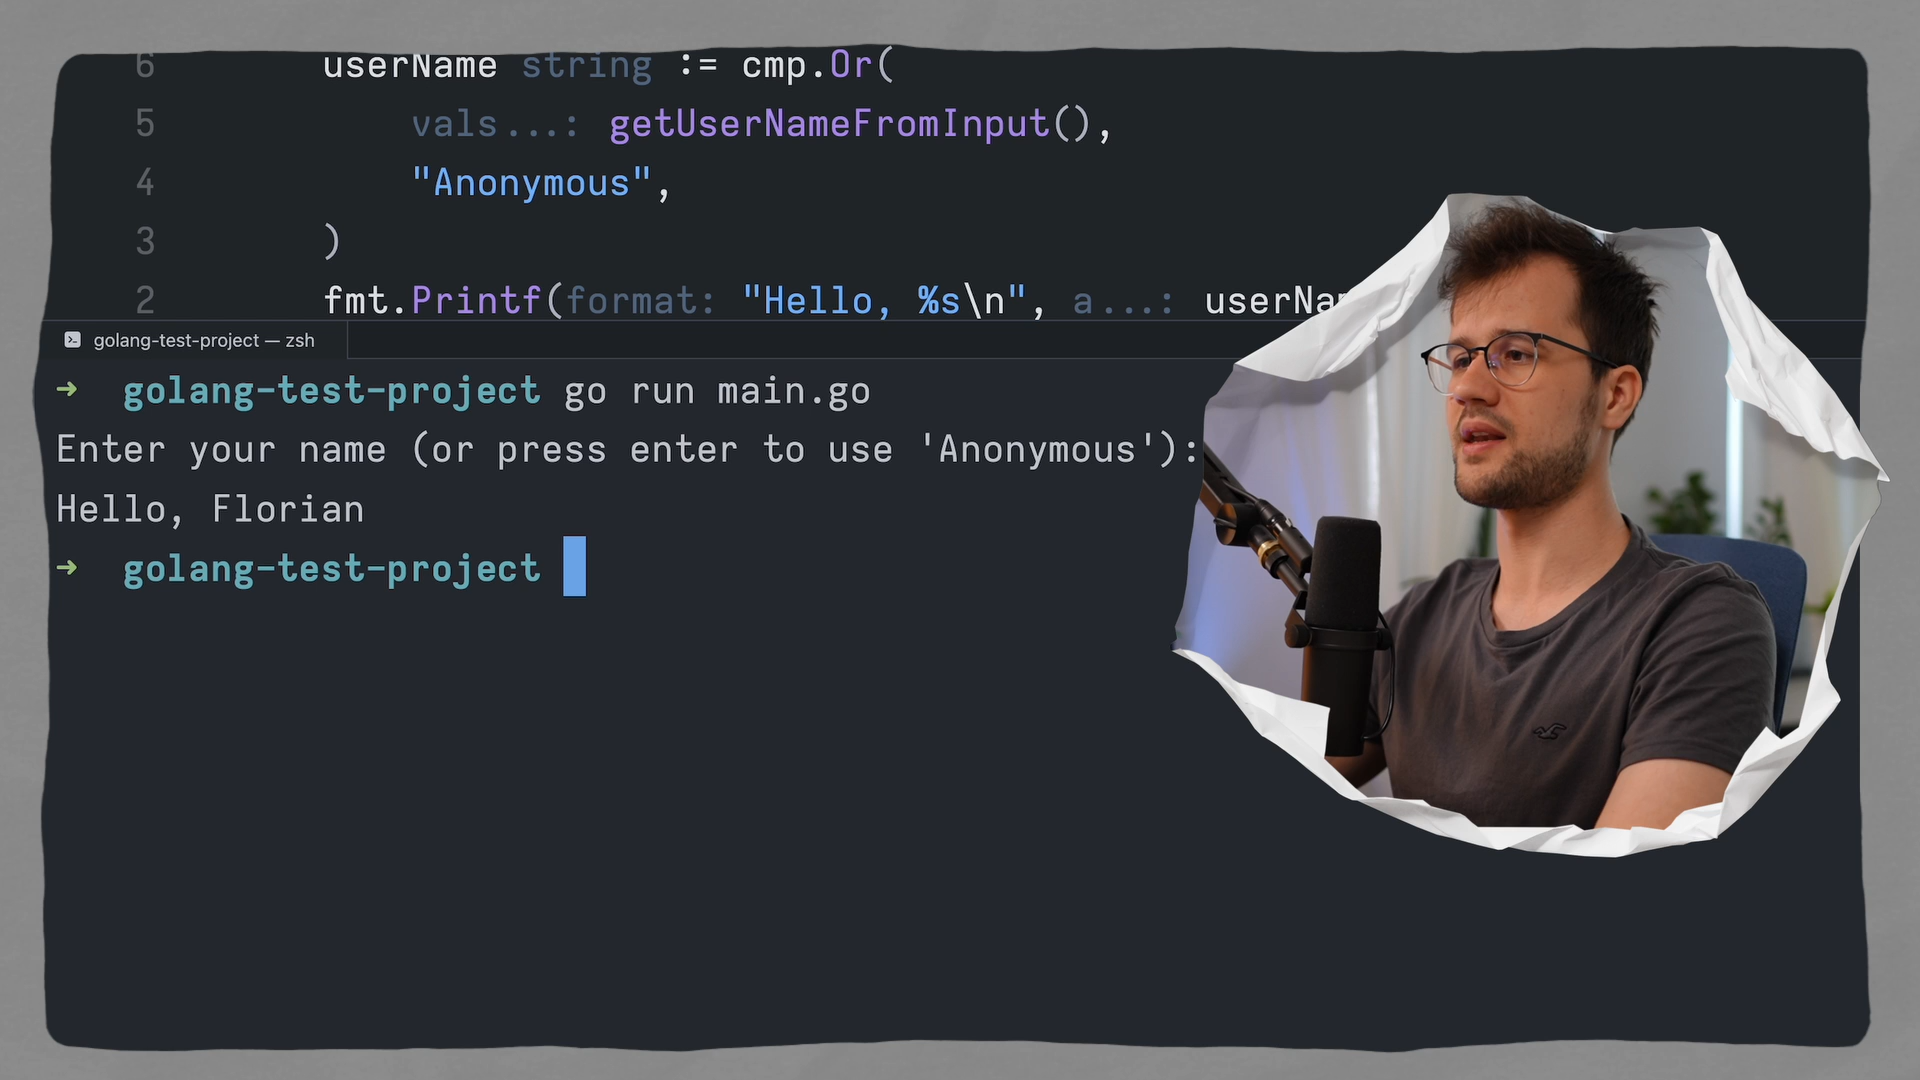 6 userName string := cmp.Or(
5 vals...: getUserNameFromInput(),
4 "Anonymous",
3 )
2 fmt.Printf(format: "Hello, %s\n", a...: userNa
golang-test-project — zsh
→ golang-test-project go run main.go
Enter your name (or press enter to use 'Anonymous'):
Hello, Florian
→ golang-test-project